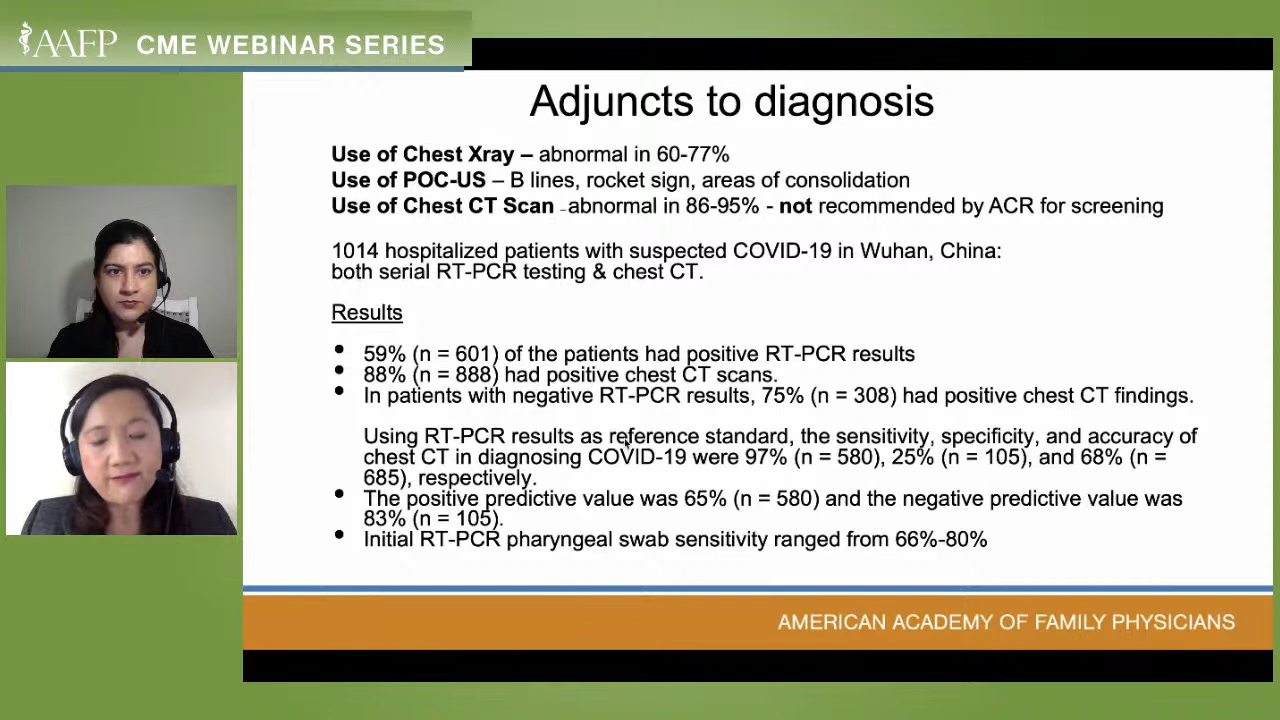 AAFP CME WEBINAR SERIES
Adjuncts to diagnosis
Use of Chest Xray – abnormal in 60-77%
Use of POC-US – B lines, rocket sign, areas of consolidation
Use of Chest CT Scan - abnormal in 86-95% - not recommended by ACR for screening
1014 hospitalized patients with suspected COVID-19 in Wuhan, China:
both serial RT-PCR testing & chest CT.
Results
• 59% (n = 601) of the patients had positive RT-PCR results
• 88% (n = 888) had positive chest CT scans.
• In patients with negative RT-PCR results, 75% (n = 308) had positive chest CT findings.
Using RT-PCR results as reference standard, the sensitivity, specificity, and accuracy of
chest CT in diagnosing COVID-19 were 97% (n = 580), 25% (n = 105), and 68% (n =
685), respectively.
• The positive predictive value was 65% (n = 580) and the negative predictive value was
83% (n = 105).
• Initial RT-PCR pharyngeal swab sensitivity ranged from 66%-80%
AMERICAN ACADEMY OF FAMILY PHYSICIANS